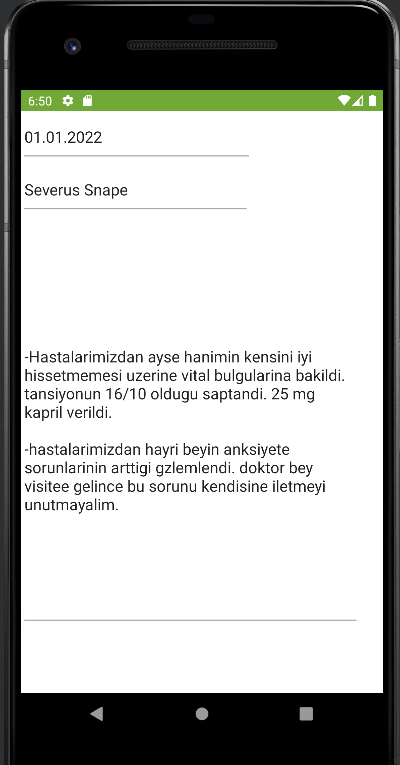 6:50
01.01.2022
Severus Snape
-Hastalarimizdan ayse hanimin kensini iyi
hissetmemesi uzerine vital bulgularina bakildi.
tansiyonun 16/10 oldugu saptandi. 25 mg
kapril verildi.
-hastalarimizdan hayri beyin anksiyete
sorunlarinin arttigi gzlemlendi. doktor bey
visitee gelince bu sorunu kendisine iletmeyi
unutmayalim.